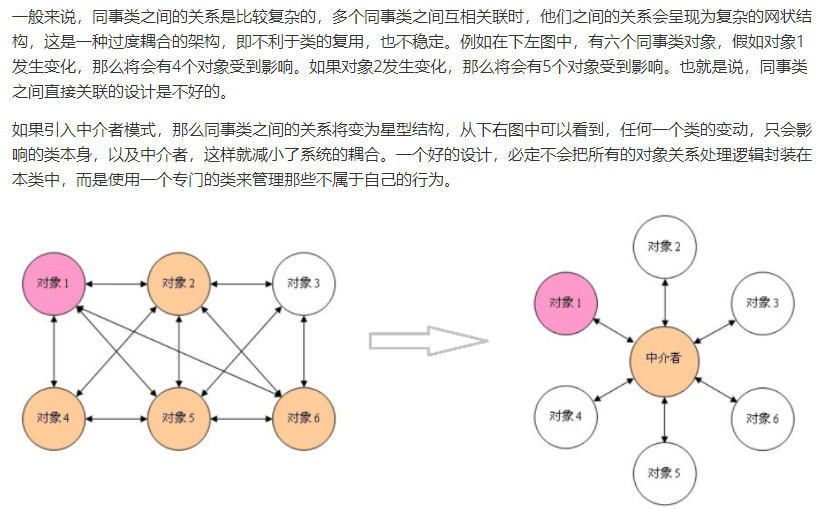 一般来说，同事类之间的关系是比较复杂的，多个同事类之间互相关联时，他们之间的关系会呈现为复杂的网状结
构，这是一种过度耦合的架构，即不利于类的复用，也不稳定。例如在下左图中，有六个同事类对象，假如对象1
发生变化，那么将会有4个对象受到影响。如果对象2发生变化，那么将会有5个对象受到影响。也就是说，同事类
之间直接关联的设计是不好的。
如果引入中介者模式，那么同事类之间的关系将变为星型结构，从下右图中可以看到，任何一个类的变动，只会影
响的类本身，以及中介者，这样就减小了系统的耦合。一个好的设计，必定不会把所有的对象关系处理逻辑封装在
本类中，而是使用一个专门的类来管理那些不属于自己的行为。
对象1
对象2
对象3
对象4
对象5
对象6
对象2
对象1
对象3
中介者
对象4
对象6
对象5